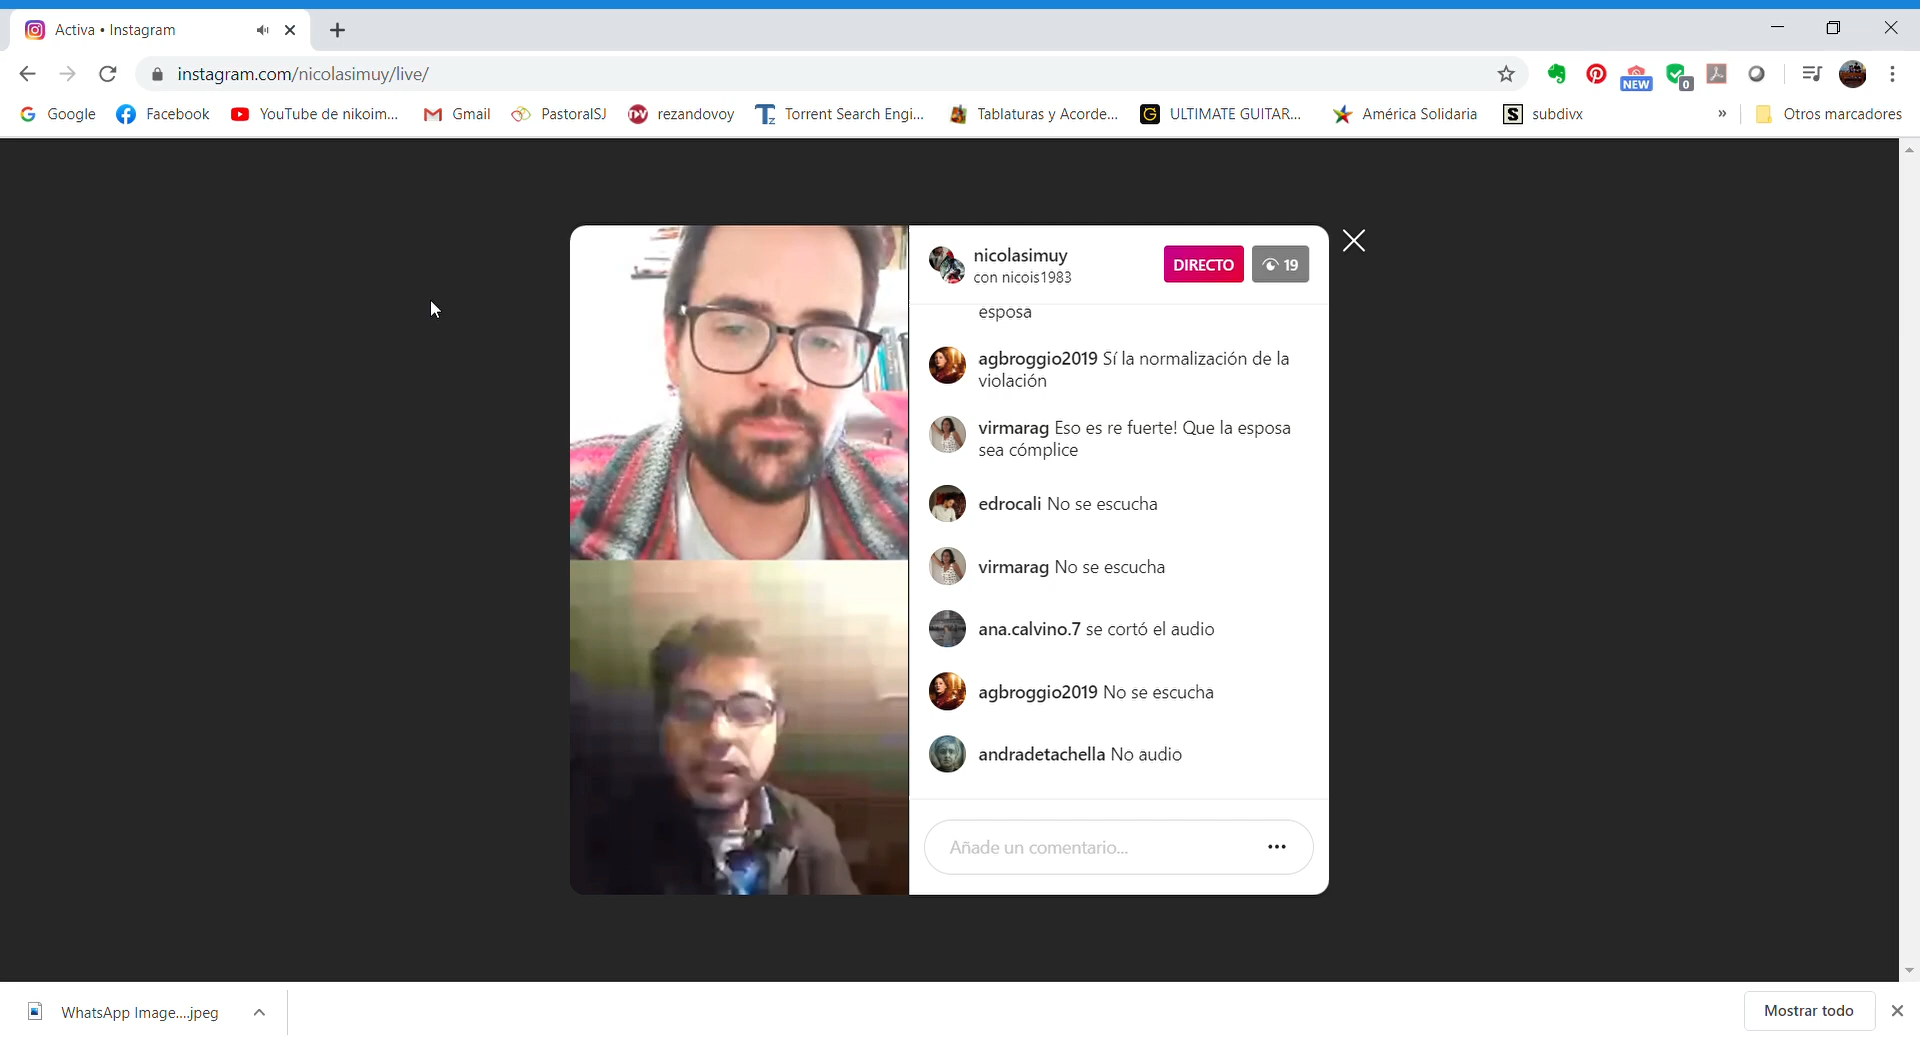 Activa • Instagram
instagram.com/nicolasimuy/live/
NEW
0
Google
Facebook
YouTube de nikoim...
Gmail
PastoralSJ
rezandovoy
Torrent Search Engi...
Tablaturas y Acorde...
ULTIMATE GUITAR...
América Solidaria
subdivx
»
Otros marcadores
nicolasimuy
con nicois1983
DIRECTO
19
esposa
agbroggio2019 Sí la normalización de la
violación
virmarag Eso es re fuerte! Que la esposa
sea cómplice
edrocali No se escucha
virmarag No se escucha
ana.calvino.7 se cortó el audio
agbroggio2019 No se escucha
andradetachella No audio
Añade un comentario...
WhatsApp Image....jpeg
Mostrar todo